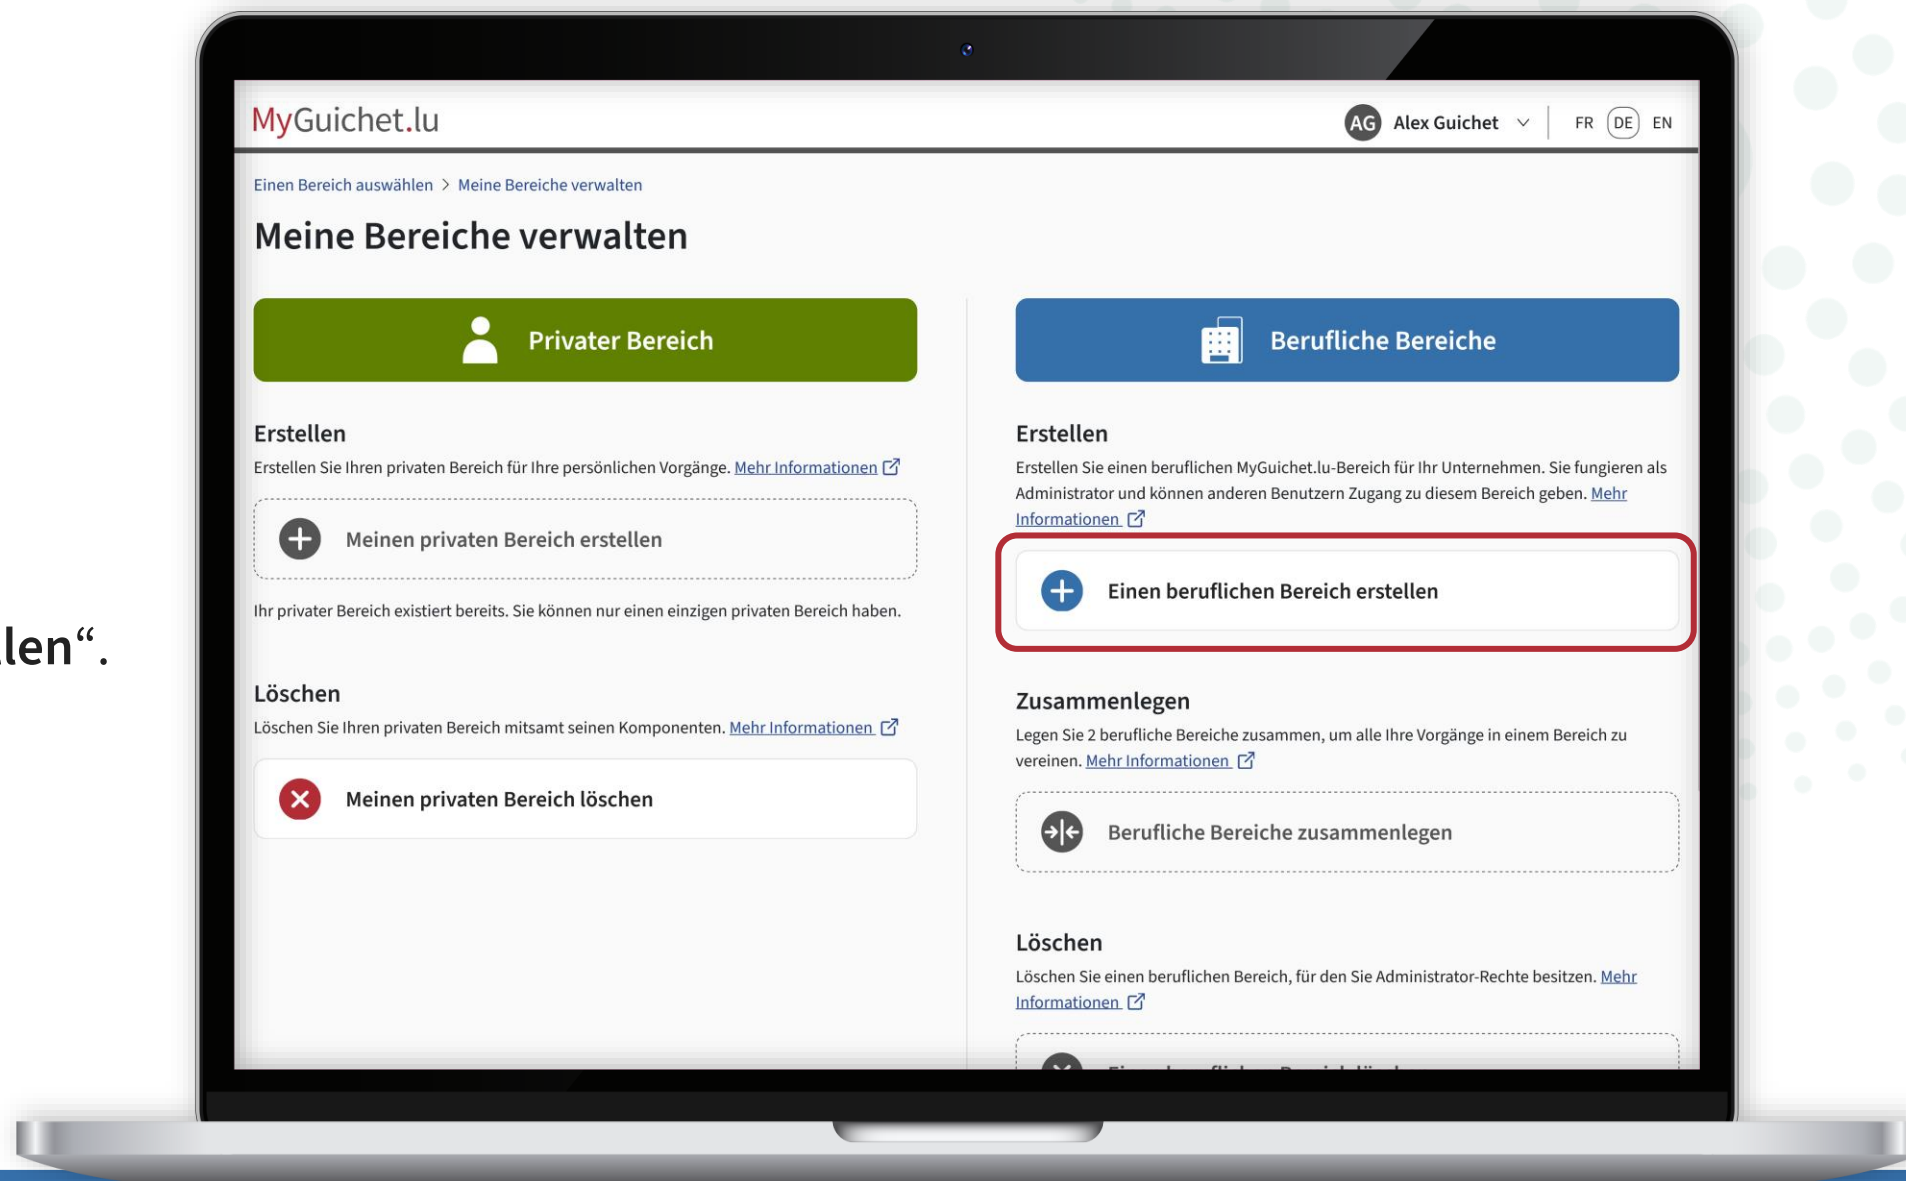 MyGuichet.lu
AG Alex Guichet FR DE EN
Einen Bereich auswählen > Meine Bereiche verwalten
Meine Bereiche verwalten
Privater Bereich
Erstellen
Erstellen Sie Ihren privaten Bereich für Ihre persönlichen Vorgänge. Mehr Informationen
Meinen privaten Bereich erstellen
Ihr privater Bereich existiert bereits. Sie können nur einen einzigen privaten Bereich haben.
Löschen
Löschen Sie Ihren privaten Bereich mitsamt seinen Komponenten. Mehr Informationen
Meinen privaten Bereich löschen
Berufliche Bereiche
Erstellen
Erstellen Sie einen beruflichen MyGuichet.lu-Bereich für Ihr Unternehmen. Sie fungieren als
Administrator und können anderen Benutzern Zugang zu diesem Bereich geben. Mehr
Informationen
Einen beruflichen Bereich erstellen
Zusammenlegen
Legen Sie 2 berufliche Bereiche zusammen, um alle Ihre Vorgänge in einem Bereich zu
vereinen. Mehr Informationen
Berufliche Bereiche zusammenlegen
Löschen
Löschen Sie einen beruflichen Bereich, für den Sie Administrator-Rechte besitzen. Mehr
Informationen
len“.